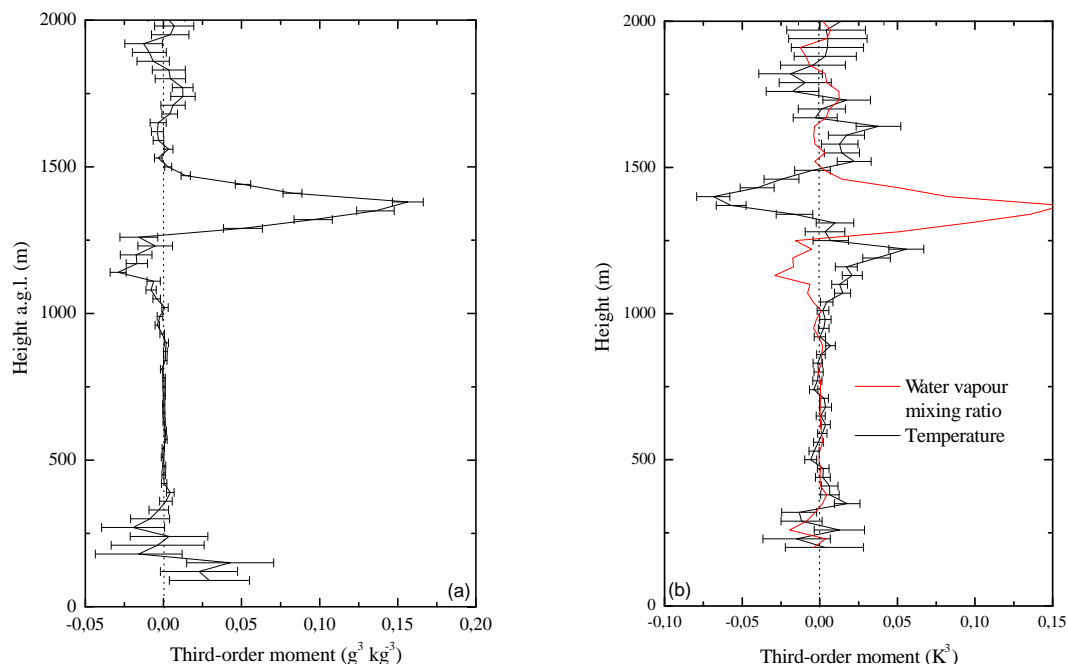 2000
1500
1000
500
0
Height a.g.l. (m)
-0,05 0,00 0,05 0,10 0,15 0,20
Third-order moment (g³ kg⁻³)
(a)
2000
1500
1000
500
0
Height (m)
Water vapour
mixing ratio
Temperature
-0,10 -0,05 0,00 0,05 0,10 0,15
Third-order moment (K³)
(b)